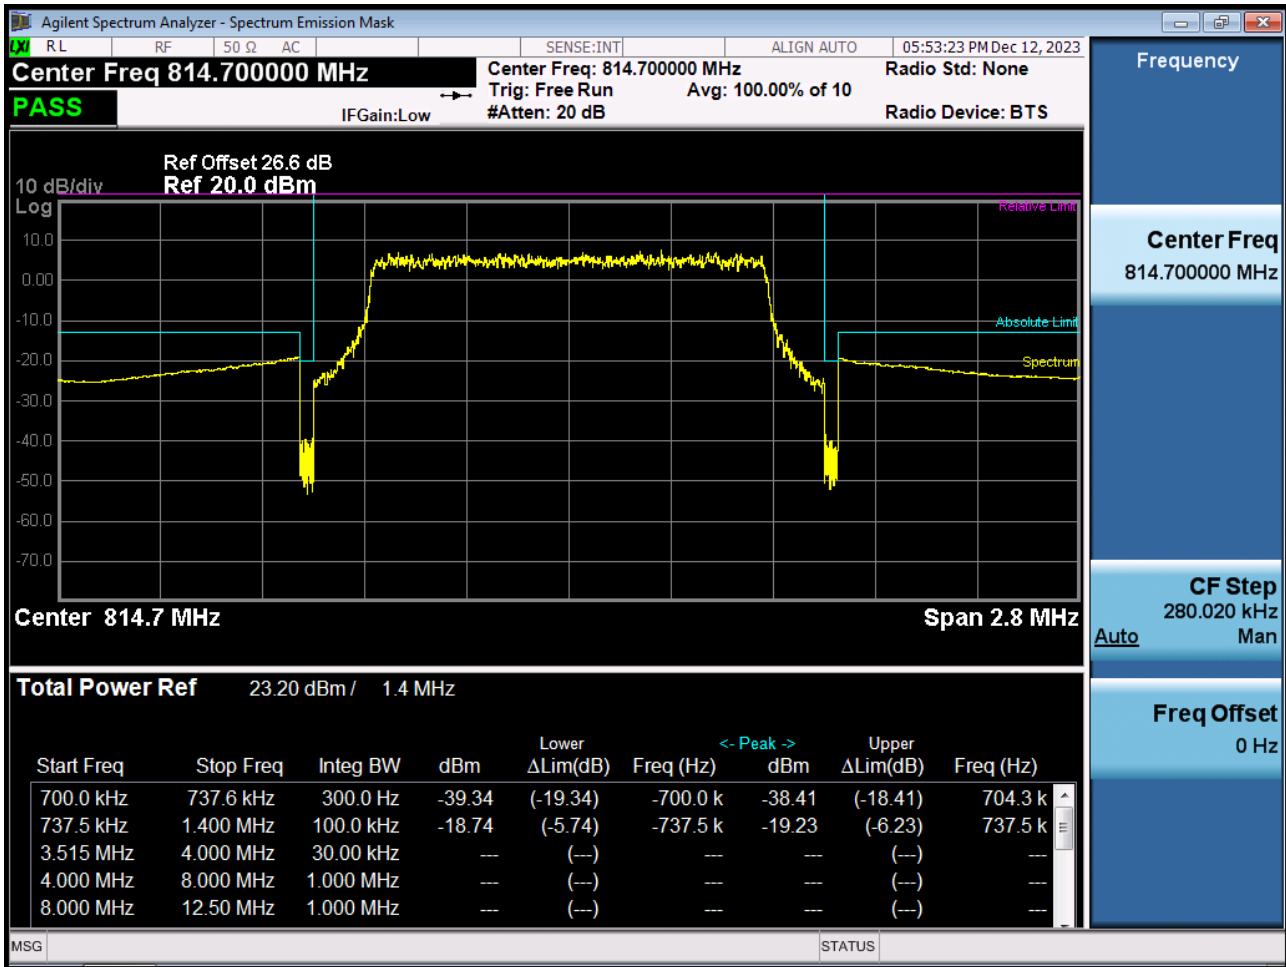 Agilent Spectrum Analyzer - Spectrum Emission Mask
LXI RL RF 50 Ω AC SENSE:INT ALIGN AUTO 05:53:23 PM Dec 12, 2023
Center Freq 814.700000 MHz
Center Freq: 814.700000 MHz Radio Std: None
Trig: Free Run Avg: 100.00% of 10
PASS IFGain:Low #Atten: 20 dB Radio Device: BTS
Ref Offset 26.6 dB
10 dB/div Ref 20.0 dBm
Log
Relative Limit
10.0
0.00
-10.0
Absolute Limit
-20.0
Spectrum
-30.0
-40.0
-50.0
-60.0
-70.0
Center 814.7 MHz Span 2.8 MHz
Total Power Ref 23.20 dBm / 1.4 MHz
Lower <- Peak -> Upper
Start Freq Stop Freq Integ BW dBm ΔLim(dB) Freq (Hz) dBm ΔLim(dB) Freq (Hz)
700.0 kHz 737.6 kHz 300.0 Hz -39.34 (-19.34) -700.0 k -38.41 (-18.41) 704.3 k
737.5 kHz 1.400 MHz 100.0 kHz -18.74 (-5.74) -737.5 k -19.23 (-6.23) 737.5 k
3.515 MHz 4.000 MHz 30.00 kHz --- (---) --- --- (---) ---
4.000 MHz 8.000 MHz 1.000 MHz --- (---) --- --- (---) ---
8.000 MHz 12.50 MHz 1.000 MHz --- (---) --- --- (---) ---
MSG STATUS
Frequency
Center Freq
814.700000 MHz
CF Step
280.020 kHz
Auto Man
Freq Offset
0 Hz